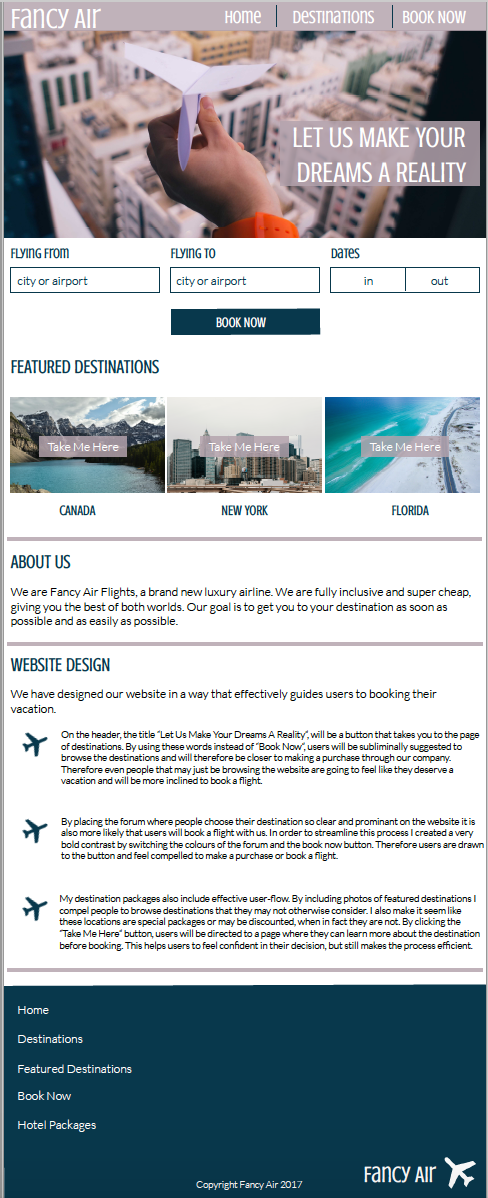 Fancy Air
Home
Destinations
Book Now
LET US MAKE YOUR
DREAMS A REALITY
Flying From
Flying To
Dates
city or airport
city or airport
in
out
BOOK NOW
FEATURED DESTINATIONS
Take Me Here
Take Me Here
Take Me Here
CANADA
NEW YORK
FLORIDA
ABOUT US
We are Fancy Air Flights, a brand new luxury airline. We are fully inclusive and super cheap,
giving you the best of both worlds. Our goal is to get you to your destination as soon as
possible and as easily as possible.
WEBSITE DESIGN
We have designed our website in a way that effectively guides users to booking their
vacation.
On the header, the title "Let Us Make Your Dreams A Reality", will be a button that takes you to the page
of destinations. By using these words instead of "Book Now", users will be subliminally suggested to
browse the destinations and will therefore be closer to making a purchase through our company.
Therefore even people that may just be browsing the website are going to feel like they deserve a
vacation and will be more inclined to book a flight.
By placing the forum where people choose their destination so clear and prominant on the website it is
also more likely that users will book a flight with us. In order to streamline this process I created a very
bold contrast by switching the colours of the forum and the book now button. Therefore users are drawn
to the button and feel compelled to make a purchase or book a flight.
My destination packages also include effective user-flow. By including photos of featured destinations I
compel people to browse destinations that they may not otherwise consider. I also make it seem like
these locations are special packages or may be discounted, when in fact they are not. By clicking the
"Take Me Here" button, users will be directed to a page where they can learn more about the destination
before booking. This helps users to feel confident in their decision, but still makes the process efficient.
Home
Destinations
Featured Destinations
Book Now
Hotel Packages
Fancy Air
Copyright Fancy Air 2017